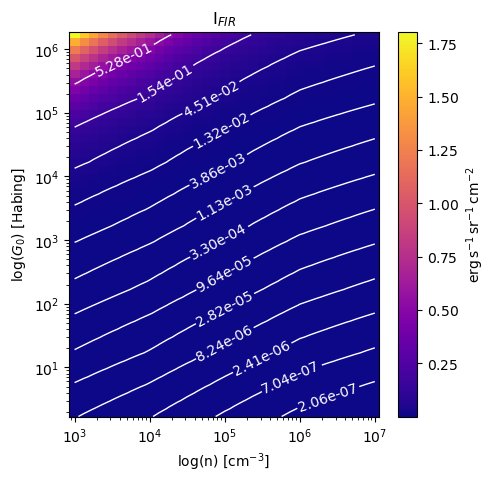 I_{FIR}
10^6
10^5
10^4
10^3
10^2
10^1
log(G_0) [Habing]
5.28e-01
1.54e-01
4.51e-02
1.32e-02
3.86e-03
1.13e-03
3.30e-04
9.64e-05
2.82e-05
8.24e-06
2.41e-06
7.04e-07
2.06e-07
10^3 10^4 10^5 10^6 10^7
log(n) [cm^{-3}]
1.75
1.50
1.25
1.00
0.75
0.50
0.25
erg s^{-1} sr^{-1} cm^{-2}